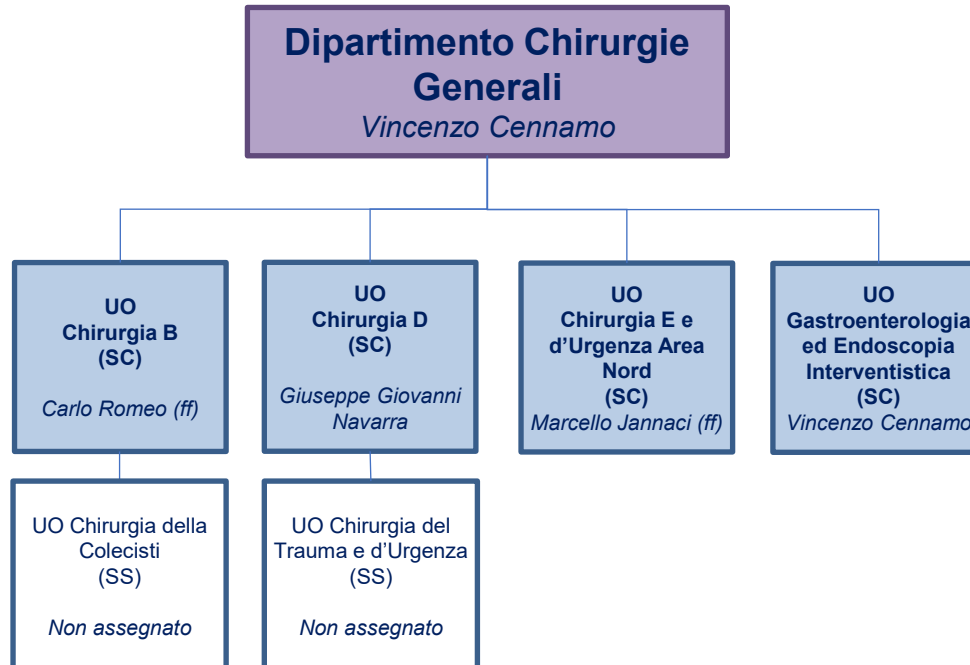 Dipartimento Chirurgie
Generali
Vincenzo Cennamo
UO
Chirurgia B
(SC)
Carlo Romeo (ff)
UO
Chirurgia D
(SC)
Giuseppe Giovanni
Navarra
UO
Chirurgia E e
d’Urgenza Area
Nord
(SC)
Marcello Jannaci (ff)
UO
Gastroenterologia
ed Endoscopia
Interventistica
(SC)
Vincenzo Cennamo
UO Chirurgia della
Colecisti
(SS)
Non assegnato
UO Chirurgia del
Trauma e d’Urgenza
(SS)
Non assegnato